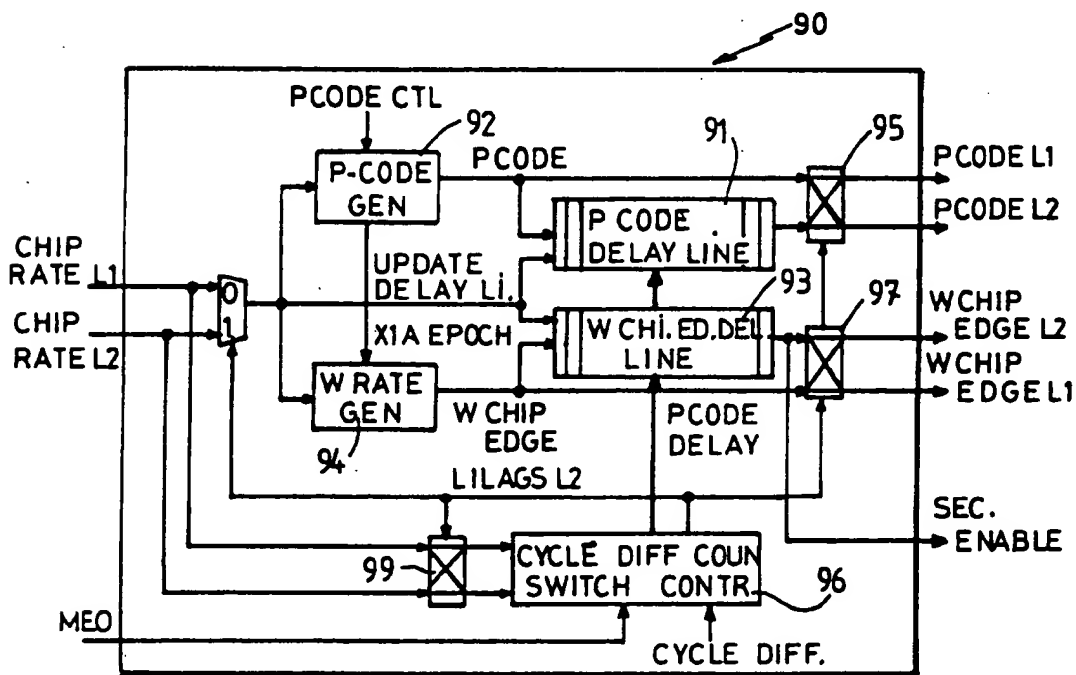 90
PCODE CTL
92
91
95
PCODE
PCODE L1
P-CODE
GEN
PCODE L2
P CODE
DELAY LINE
CHIP
RATE L1
UPDATE
DELAY LI.
93
97
0
1
W CHIP
EDGE L2
CHIP
RATE L2
X1A EPOCH
W CHI.ED.DEL
LINE
W CHIP
EDGE L1
W RATE
GEN
94
W CHIP
EDGE
PCODE
DELAY
L1LAGS L2
SEC.
ENABLE
99
CYCLE DIFF COUN
SWITCH CONTR.
96
MEO
CYCLE DIFF.